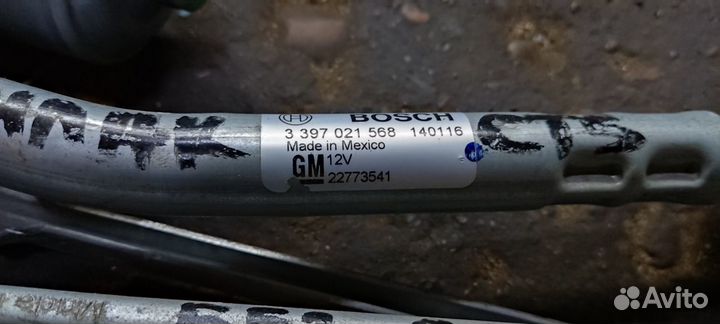 BOSCH
3 397 021 568 140116
Made in Mexico
GM 12V
22773541
CTS
Avito